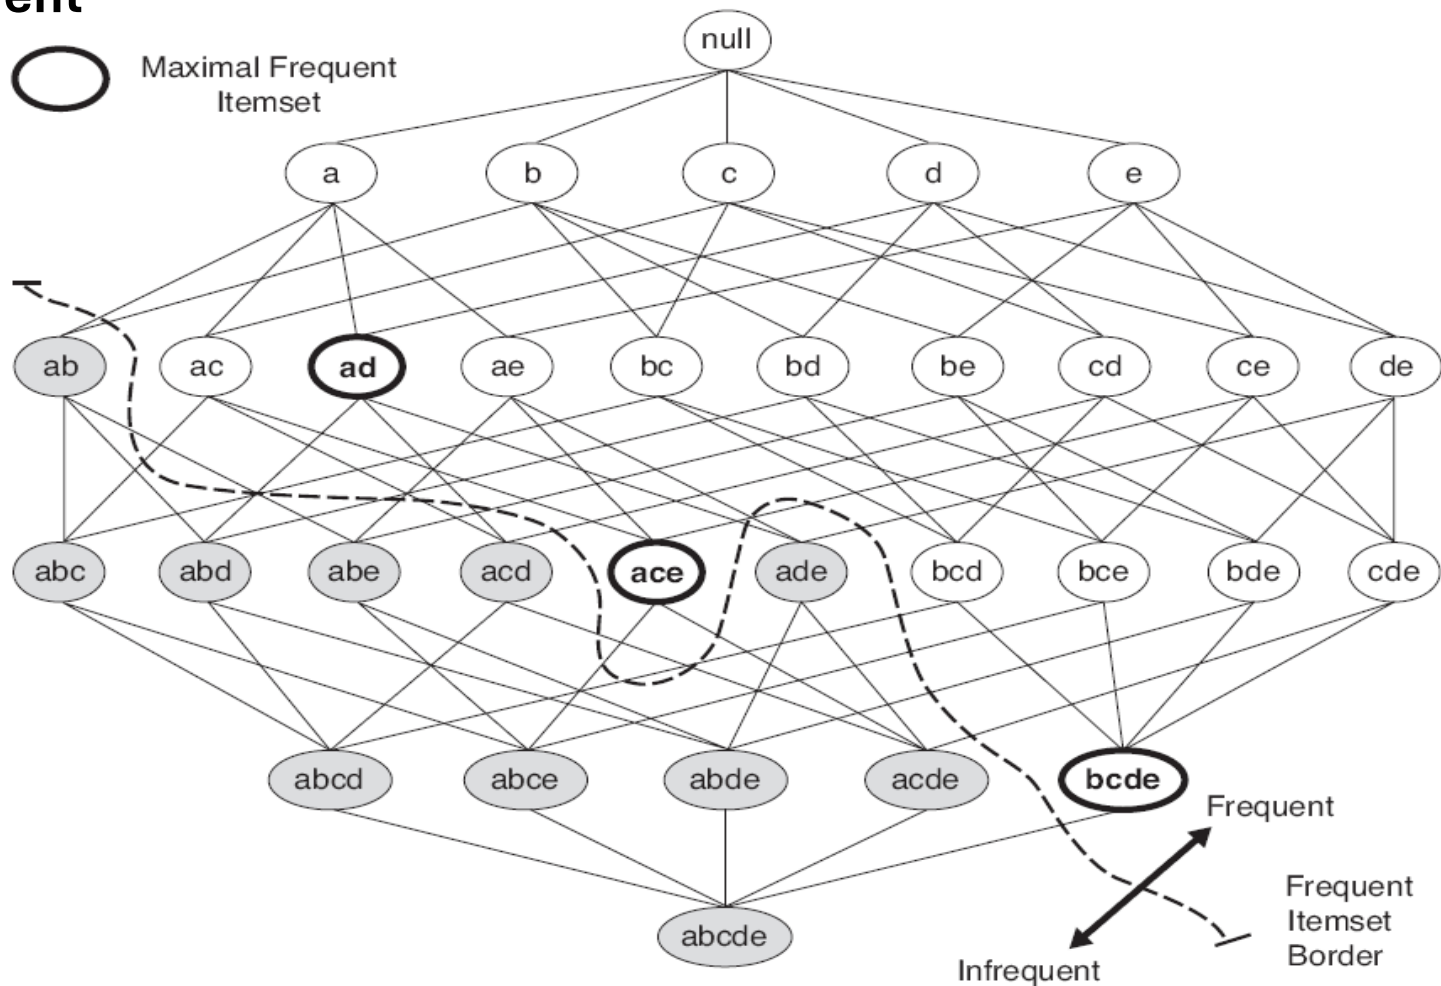 ent
Maximal Frequent
Itemset
null
a b c d e
ab ac ad ae bc bd be cd ce de
abc abd abe acd ace ade bcd bce bde cde
abcd abce abde acde bcde
Frequent
Frequent
Itemset
Border
abcde
Infrequent